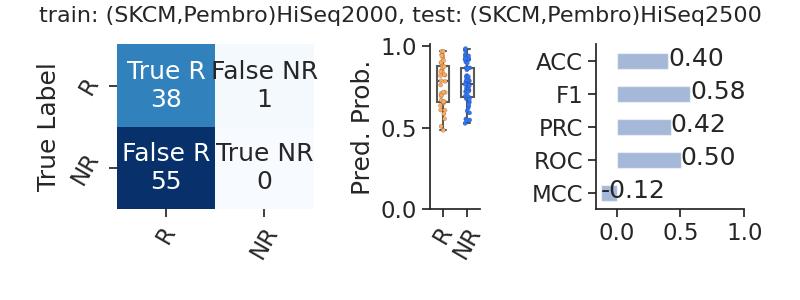 train: (SKCM,Pembro)HiSeq2000, test: (SKCM,Pembro)HiSeq2500
True Label
R
NR
True R
38
False NR
1
False R
55
True NR
0
R
NR
Pred. Prob.
1.0
0.5
0.0
R
NR
ACC
0.40
F1
0.58
PRC
0.42
ROC
0.50
MCC
-0.12
0.0
0.5
1.0